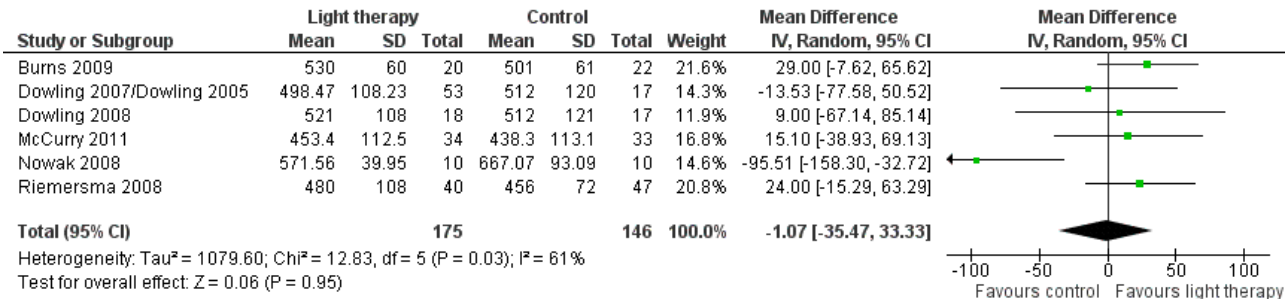 Light therapy Control Mean Difference Mean Difference
Study or Subgroup Mean SD Total Mean SD Total Weight IV, Random, 95% CI IV, Random, 95% CI
Burns 2009 530 60 20 501 61 22 21.6% 29.00 [-7.62, 65.62]
Dowling 2007/Dowling 2005 498.47 108.23 53 512 120 17 14.3% -13.53 [-77.58, 50.52]
Dowling 2008 521 108 18 512 121 17 11.9% 9.00 [-67.14, 85.14]
McCurry 2011 453.4 112.5 34 438.3 113.1 33 16.8% 15.10 [-38.93, 69.13]
Nowak 2008 571.56 39.95 10 667.07 93.09 10 14.6% -95.51 [-158.30, -32.72]
Riemersma 2008 480 108 40 456 72 47 20.8% 24.00 [-15.29, 63.29]
Total (95% CI) 175 146 100.0% -1.07 [-35.47, 33.33]
Heterogeneity: Tau² = 1079.60; Chi² = 12.83, df = 5 (P = 0.03); I² = 61%
Test for overall effect: Z = 0.06 (P = 0.95)
-100 -50 0 50 100
Favours control Favours light therapy